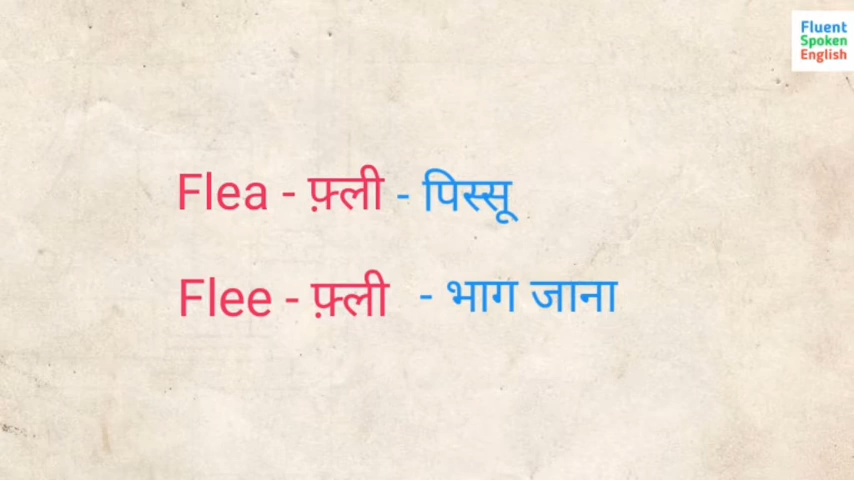 Fluent
Spoken
English
Flea - फ़्ली - पिस्सू
Flee - फ़्ली - भाग जाना